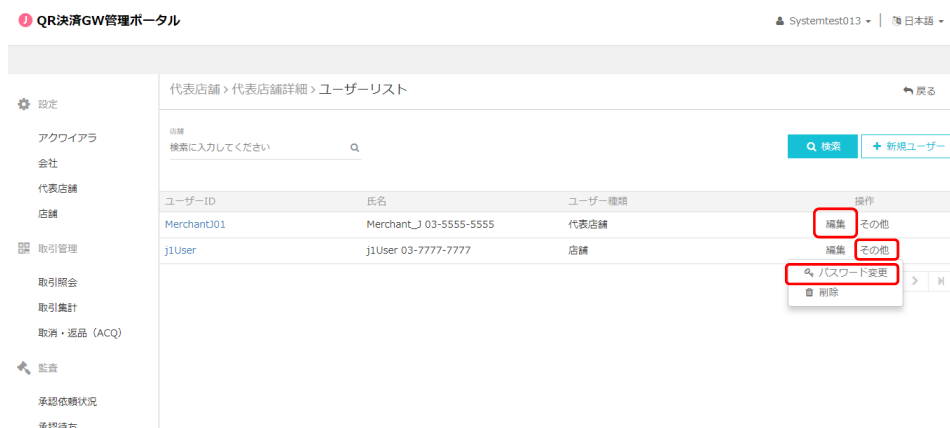 J QR決済GW管理ポータル
Systemtest013
日本語
代表店舗 > 代表店舗詳細 > ユーザーリスト
戻る
設定
アクワイアラ
会社
代表店舗
店舗
取引管理
取引照会
取引集計
取消・返品（ACQ）
監査
承認依頼状況
承認待ち
店舗
検索に入力してください
検索
+ 新規ユーザー
ユーザーID 氏名 ユーザー種類 操作
MerchantJ01 Merchant_J 03-5555-5555 代表店舗 編集 その他
j1User j1User 03-7777-7777 店舗 編集 その他
パスワード変更
削除